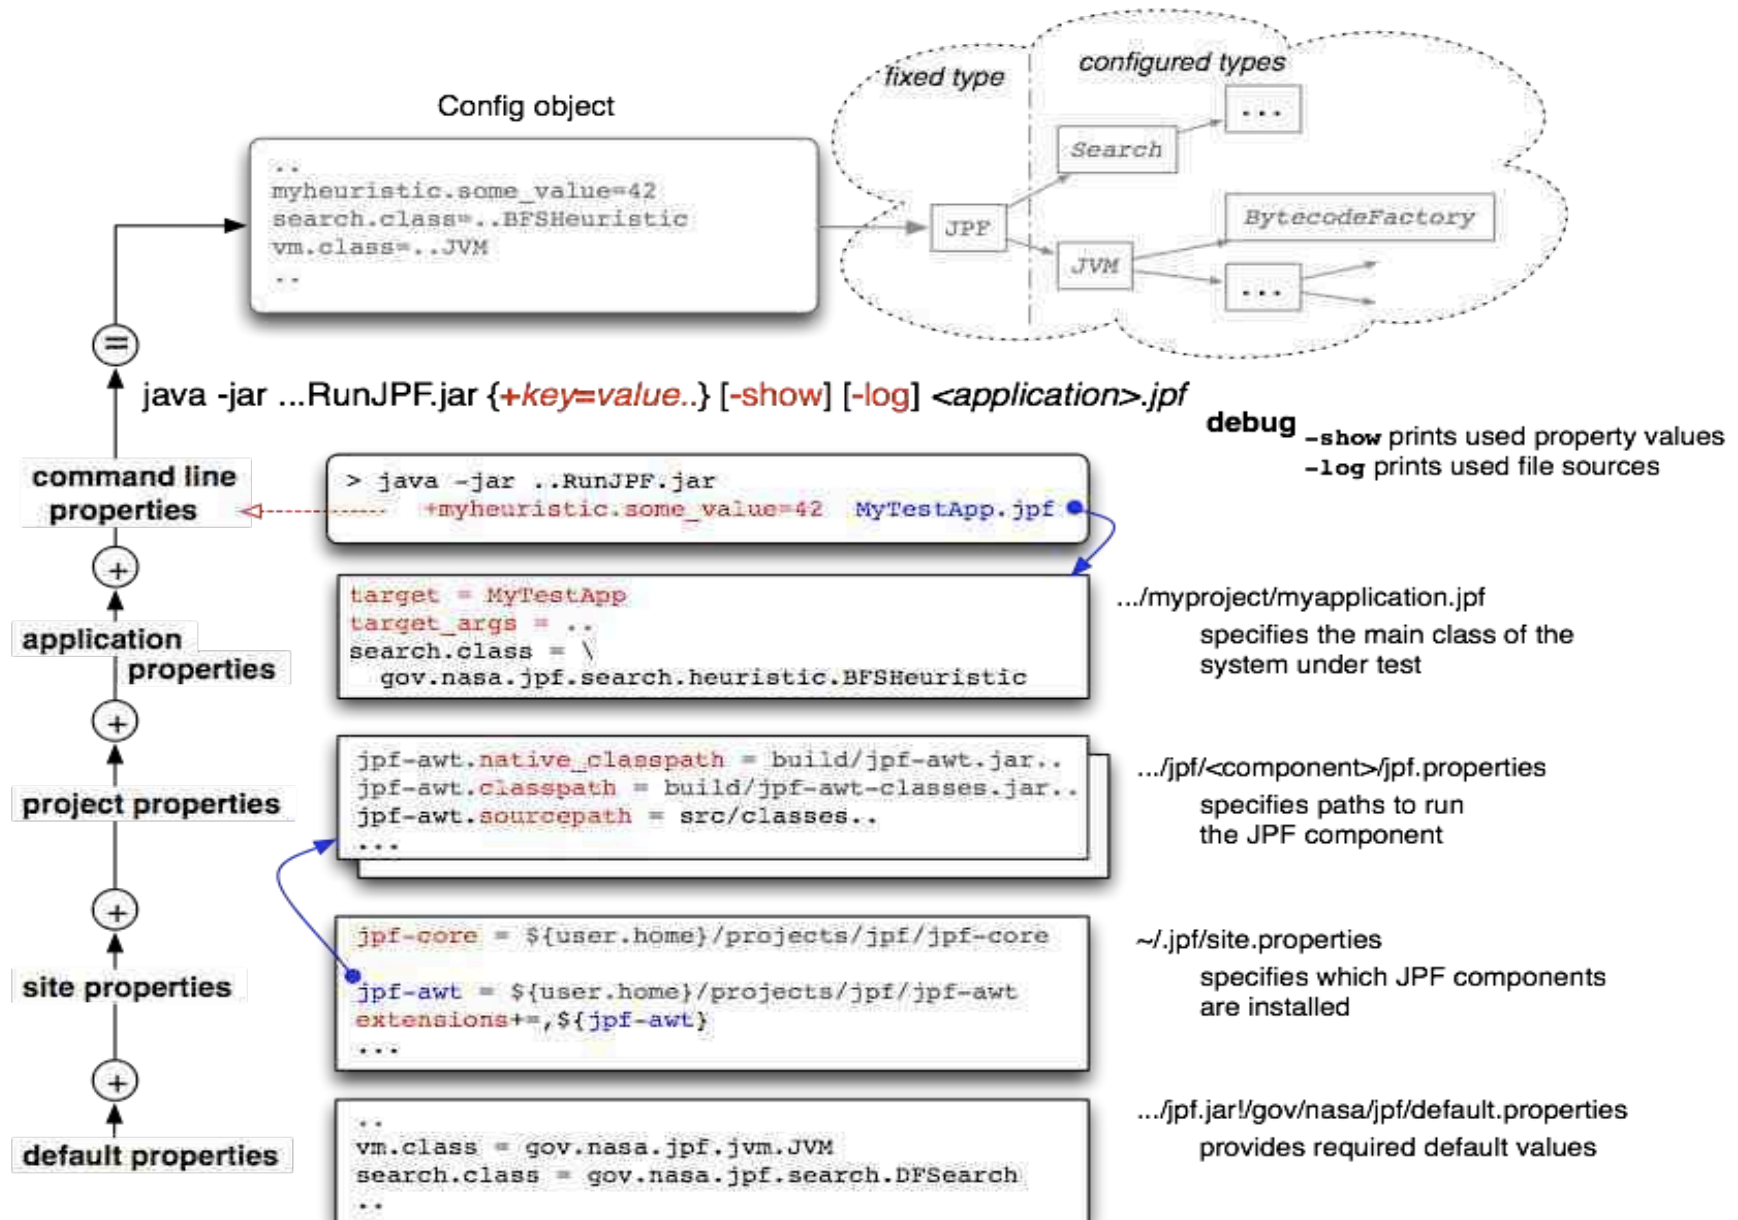 Config object
..
myheuristic.some_value=42
search.class=..BFSHeuristic
vm.class=..JVM
..
fixed type
configured types
Search
...
JPF
BytecodeFactory
JVM
...
=
java -jar ...RunJPF.jar {+key=value..} [-show] [-log] <application>.jpf
debug
-show prints used property values
-log prints used file sources
command line
properties
> java -jar ..RunJPF.jar
+myheuristic.some_value=42 MyTestApp.jpf
+
application
properties
target = MyTestApp
target_args = ..
search.class = \
gov.nasa.jpf.search.heuristic.BFSHeuristic
.../myproject/myapplication.jpf
specifies the main class of the
system under test
+
project properties
jpf-awt.native_classpath = build/jpf-awt.jar..
jpf-awt.classpath = build/jpf-awt-classes.jar..
jpf-awt.sourcepath = src/classes..
...
.../jpf/<component>/jpf.properties
specifies paths to run
the JPF component
+
site properties
jpf-core = ${user.home}/projects/jpf/jpf-core
jpf-awt = ${user.home}/projects/jpf/jpf-awt
extensions+=,${jpf-awt}
...
~/.jpf/site.properties
specifies which JPF components
are installed
+
default properties
..
vm.class = gov.nasa.jpf.jvm.JVM
search.class = gov.nasa.jpf.search.DFSearch
..
.../jpf.jar!/gov/nasa/jpf/default.properties
provides required default values